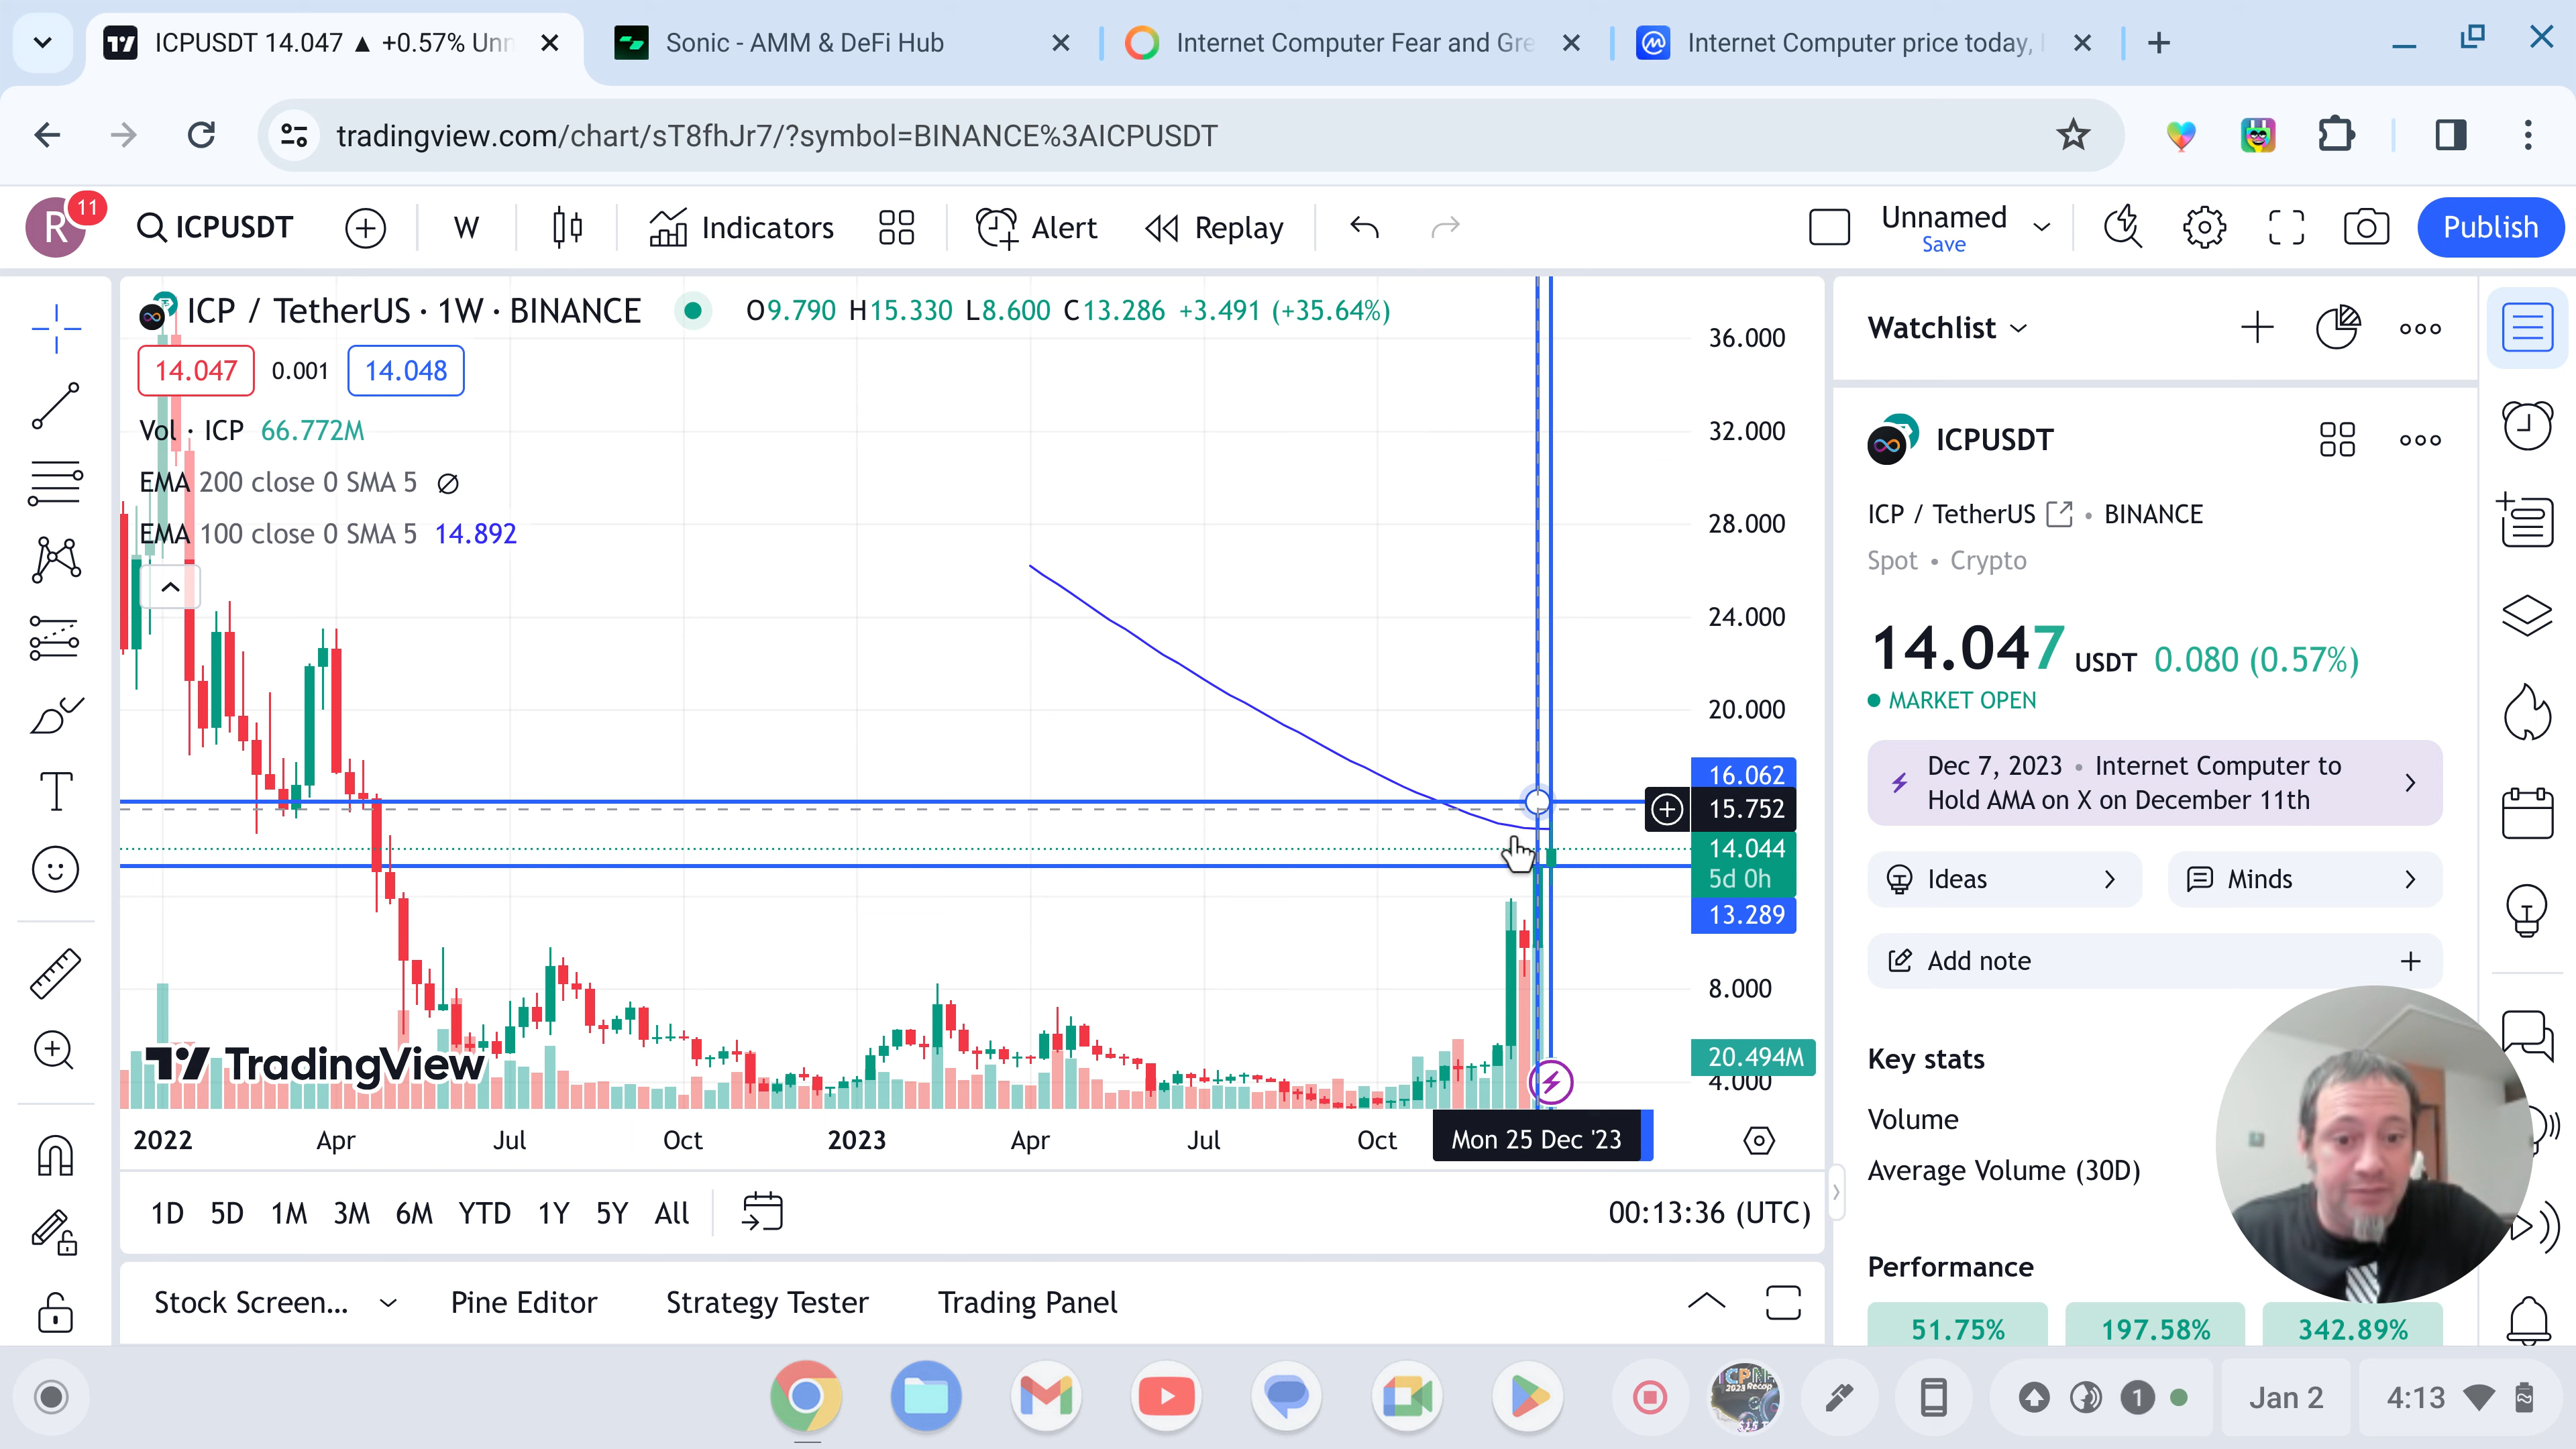 ICPUSDT 14.047 ▲ +0.57% Unn
Sonic - AMM & DeFi Hub
Internet Computer Fear and Gre
Internet Computer price today,
tradingview.com/chart/sT8fhJr7/?symbol=BINANCE%3AICPUSDT
R
11
ICPUSDT
W
Indicators
Alert
Replay
Unnamed
Save
Publish
ICP / TetherUS · 1W · BINANCE
O9.790 H15.330 L8.600 C13.286 +3.491 (+35.64%)
14.047
0.001
14.048
Vol · ICP 66.772M
EMA 200 close 0 SMA 5 ∅
EMA 100 close 0 SMA 5 14.892
36.000
32.000
28.000
24.000
20.000
16.062
15.752
14.044
5d 0h
13.289
8.000
20.494M
4.000
TradingView
2022
Apr
Jul
Oct
2023
Apr
Jul
Oct
Mon 25 Dec '23
1D
5D
1M
3M
6M
YTD
1Y
5Y
All
00:13:36 (UTC)
Stock Screen...
Pine Editor
Strategy Tester
Trading Panel
Watchlist
ICPUSDT
ICP / TetherUS • BINANCE
Spot • Crypto
14.047 USDT 0.080 (0.57%)
MARKET OPEN
Dec 7, 2023 • Internet Computer to
Hold AMA on X on December 11th
Ideas
Minds
Add note
Key stats
Volume
Average Volume (30D)
Performance
51.75%
197.58%
342.89%
2023 Recap
1
Jan 2
4:13